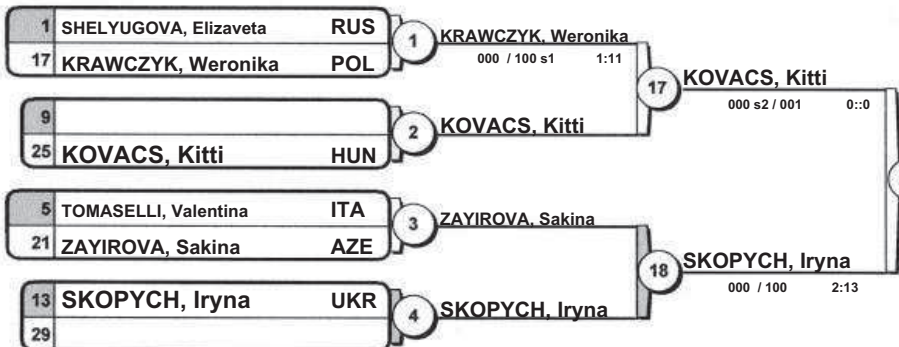 1 SHELYUGOVA, Elizaveta RUS
17 KRAWCZYK, Weronika POL
1
KRAWCZYK, Weronika
000 / 100 s1 1:11
9
25 KOVACS, Kitti HUN
2
KOVACS, Kitti
17
KOVACS, Kitti
000 s2 / 001 0::0
5 TOMASELLI, Valentina ITA
21 ZAYIROVA, Sakina AZE
3
ZAYIROVA, Sakina
13 SKOPYCH, Iryna UKR
29
4
SKOPYCH, Iryna
18
SKOPYCH, Iryna
000 / 100 2:13